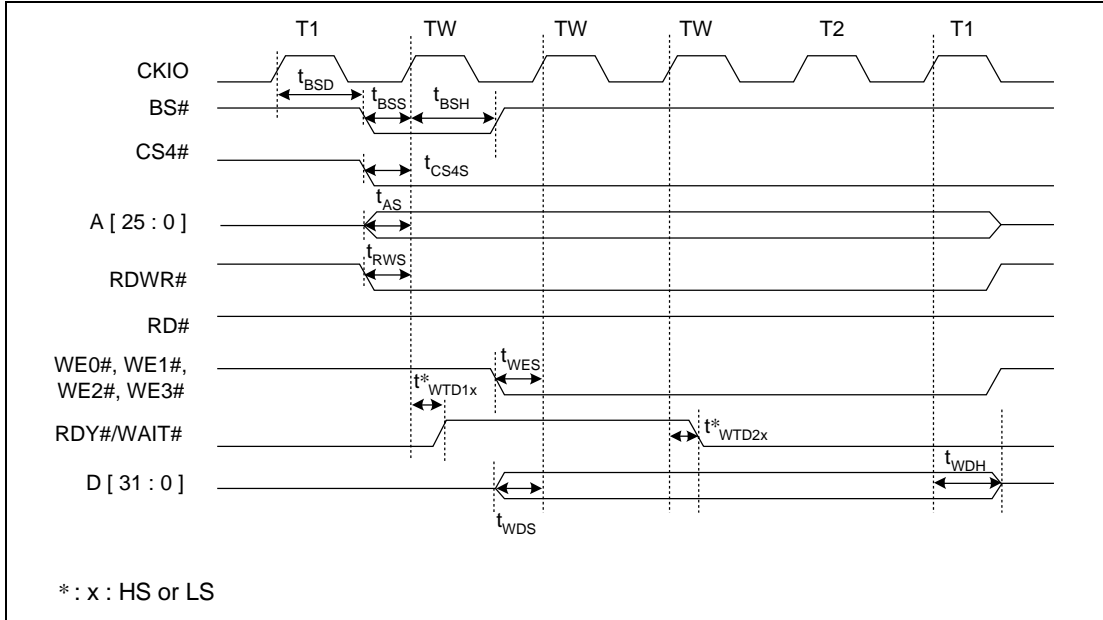 T1 TW TW TW T2 T1
CKIO
tBSD
BS#
tBSS tBSH
CS4#
tCS4S
A [ 25 : 0 ]
tAS
RDWR#
tRWS
RD#
WE0#, WE1#,
WE2#, WE3#
tWES
RDY#/WAIT#
t*WTD1x
t*WTD2x
D [ 31 : 0 ]
tWDH
tWDS
* : x : HS or LS